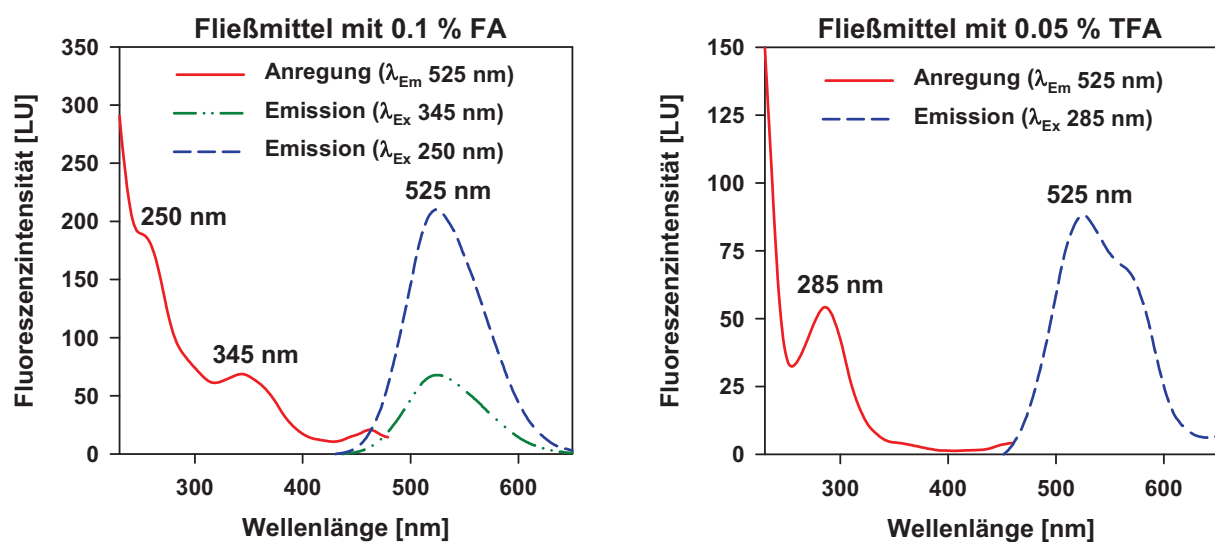 Fließmittel mit 0.1 % FA
Fluoreszenzintensität [LU]
350
300
250
200
150
100
50
0
Anregung (λEm 525 nm)
Emission (λEx 345 nm)
Emission (λEx 250 nm)
250 nm
345 nm
525 nm
300
400
500
600
Wellenlänge [nm]
Fließmittel mit 0.05 % TFA
Fluoreszenzintensität [LU]
150
125
100
75
50
25
0
Anregung (λEm 525 nm)
Emission (λEx 285 nm)
525 nm
285 nm
300
400
500
600
Wellenlänge [nm]